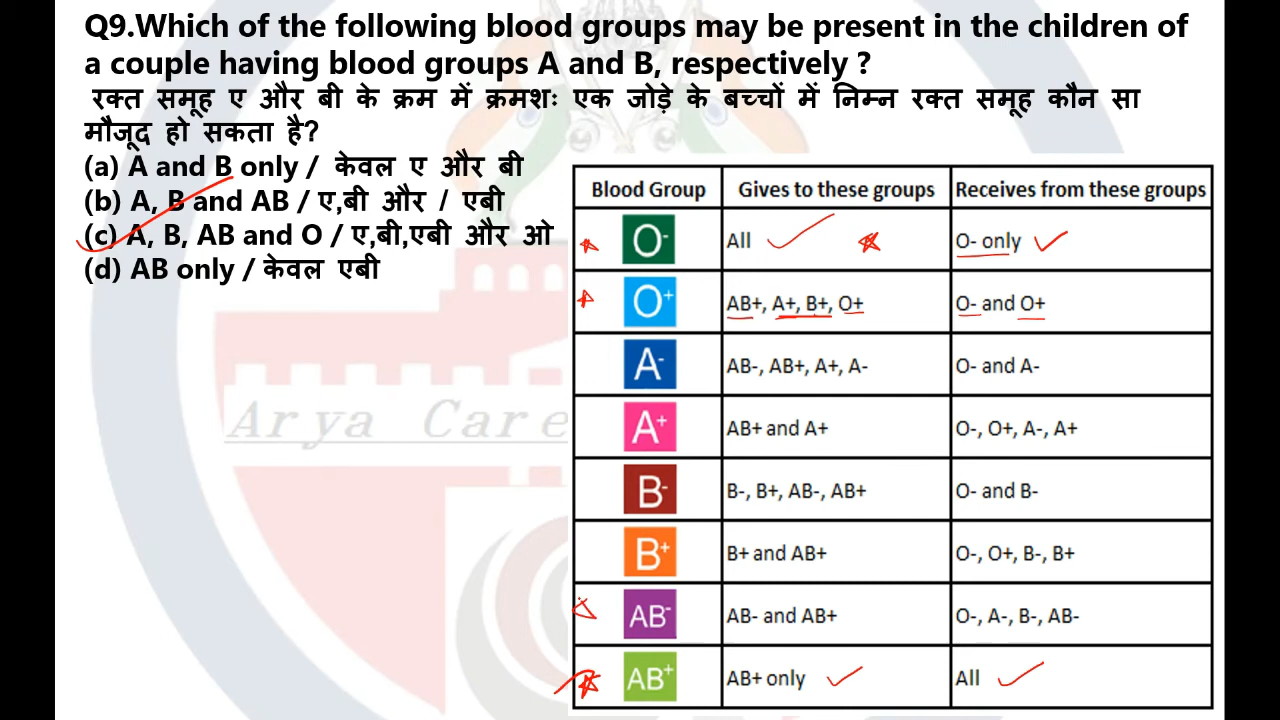 Q9.Which of the following blood groups may be present in the children of
a couple having blood groups A and B, respectively ?
रक्त समूह ए और बी के क्रम में क्रमशः एक जोड़े के बच्चों में निम्न रक्त समूह कौन सा
मौजूद हो सकता है?
(a) A and B only / केवल ए और बी
(b) A, B and AB / ए,बी और / एबी
(c) A, B, AB and O / ए,बी,एबी और ओ
(d) AB only / केवल एबी
Blood Group Gives to these groups Receives from these groups
O- All O- only
O+ AB+, A+, B+, O+ O- and O+
A- AB-, AB+, A+, A- O- and A-
A+ AB+ and A+ O-, O+, A-, A+
B- B-, B+, AB-, AB+ O- and B-
B+ B+ and AB+ O-, O+, B-, B+
AB- AB- and AB+ O-, A-, B-, AB-
AB+ AB+ only All
Arya Care